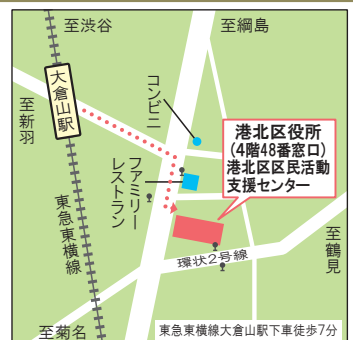 至渋谷
至綱島
大倉山駅
コンビニ
至新羽
港北区役所
(4階48番窓口)
港北区区民活動
支援センター
ファミリー
レストラン
東急東横線
至鶴見
環状2号線
至菊名
東急東横線大倉山駅下車徒歩7分